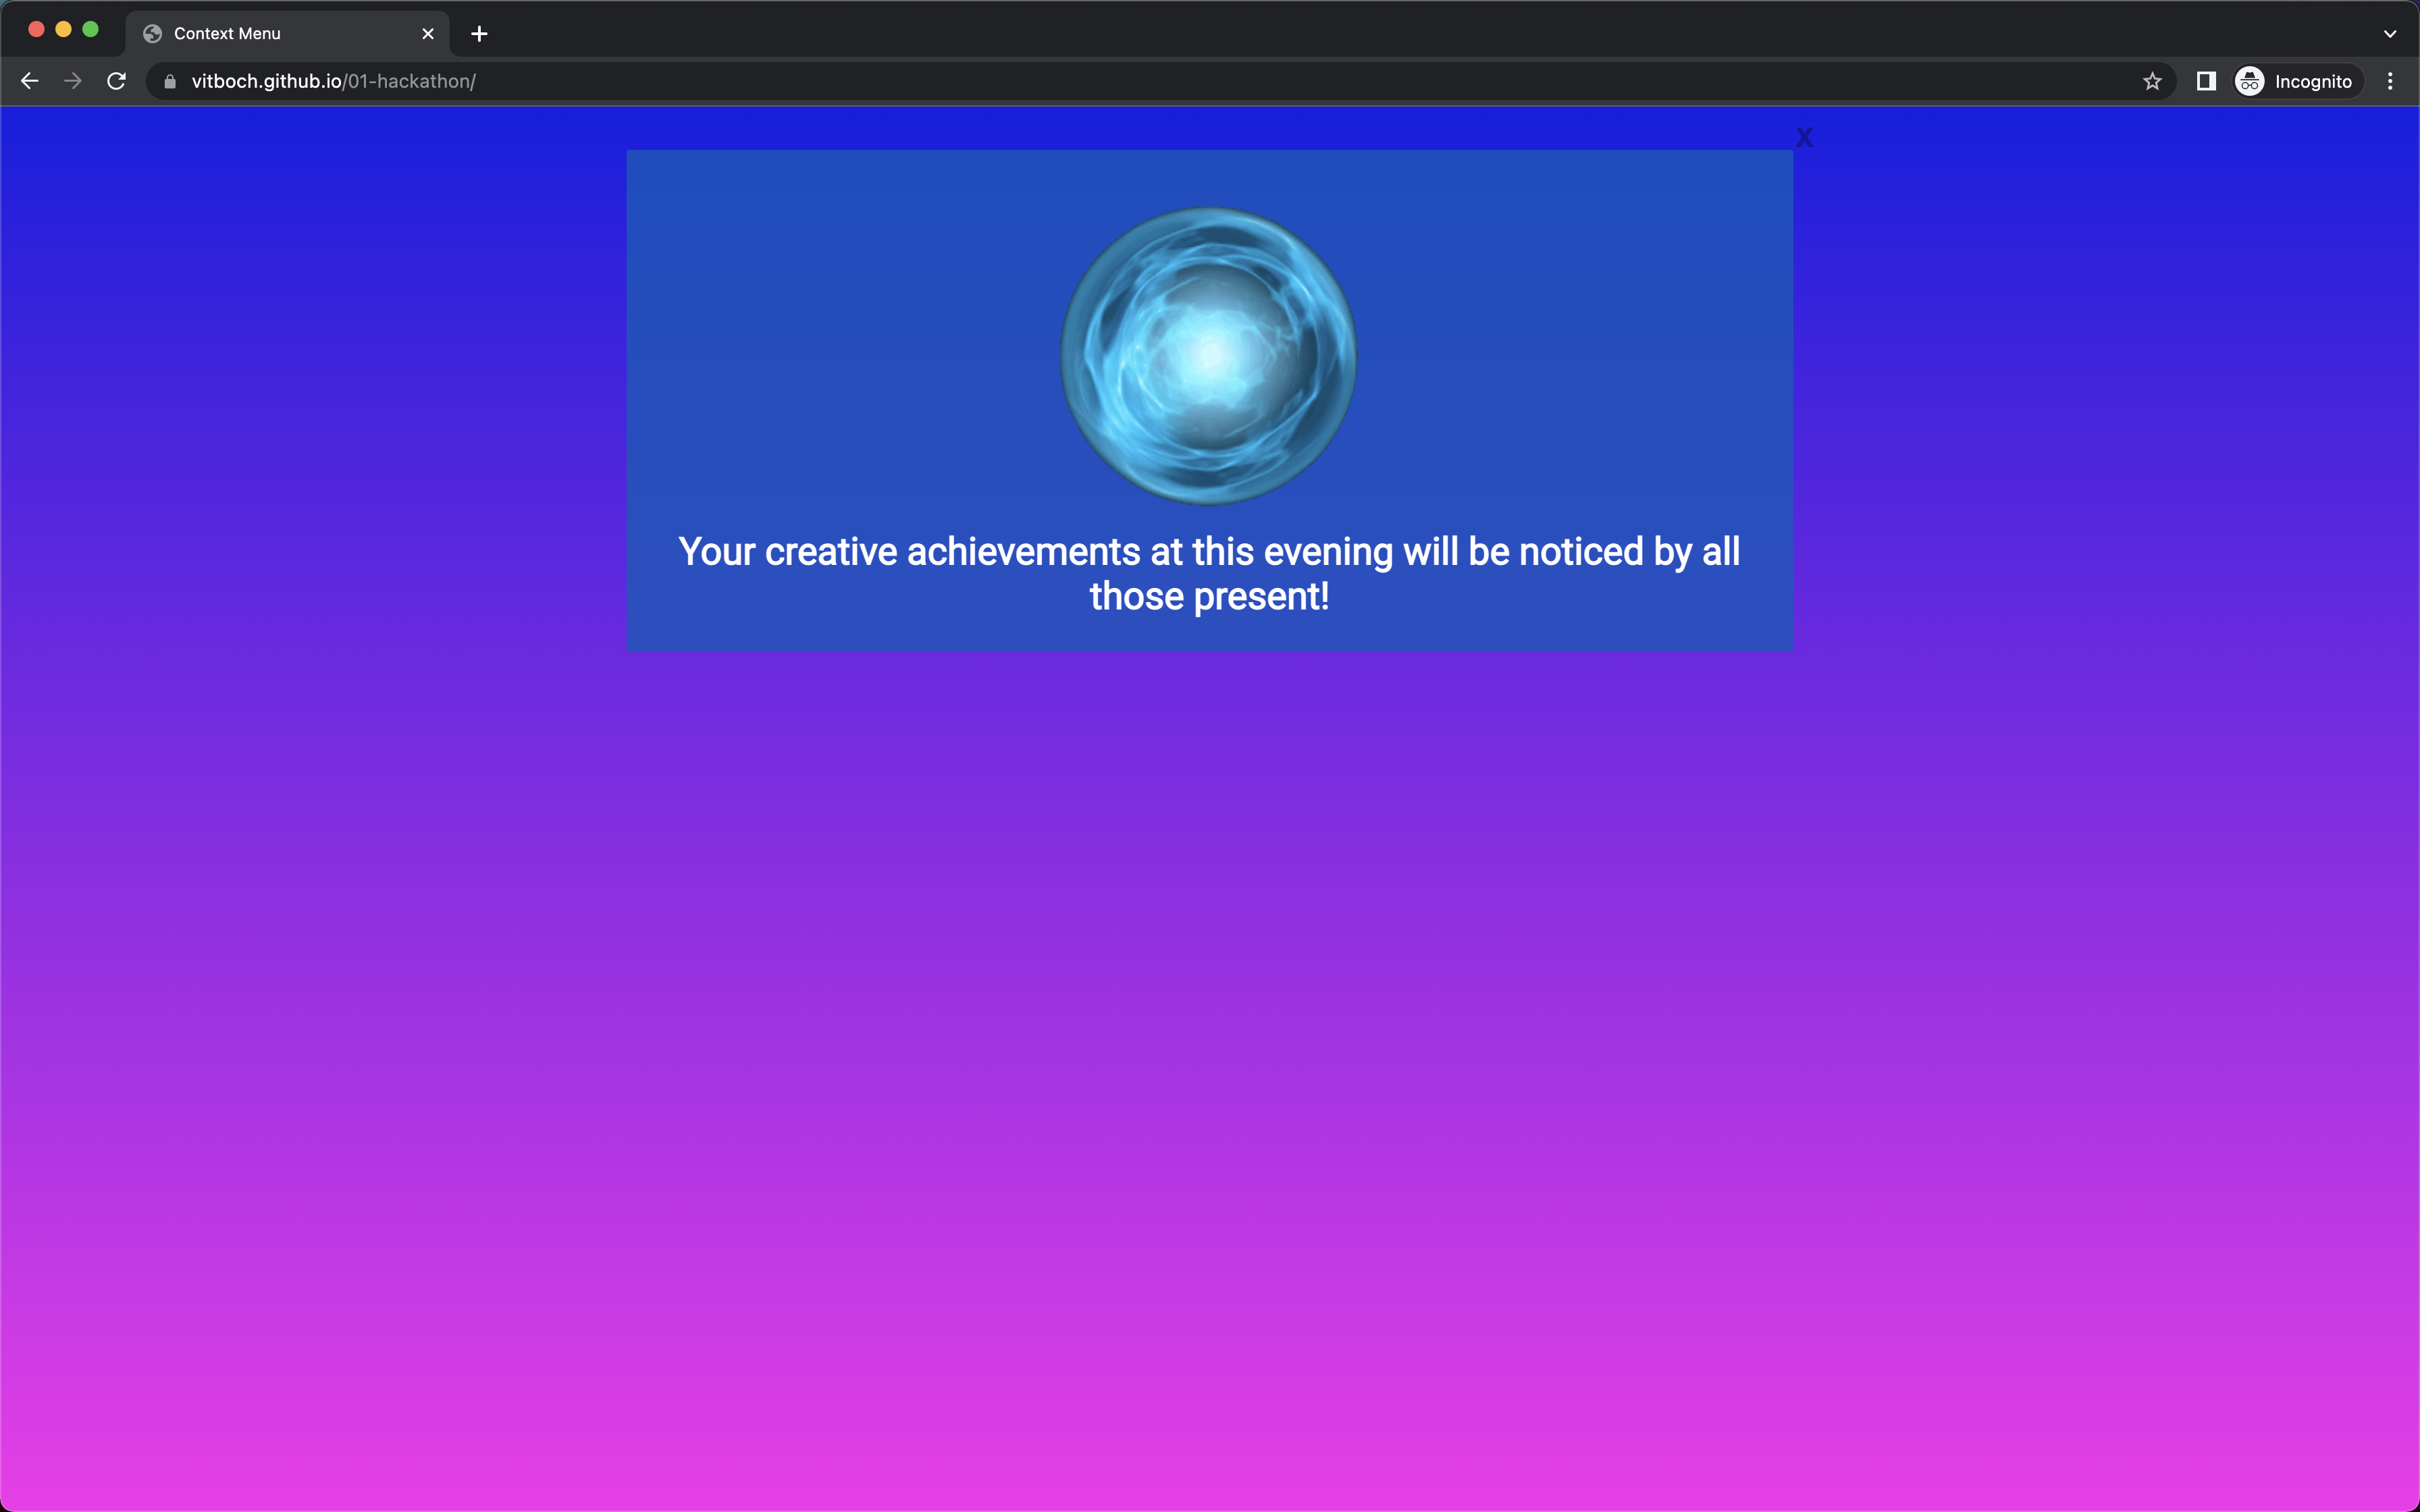 Context Menu
vitboch.github.io/01-hackathon/
Incognito
X
Your creative achievements at this evening will be noticed by all
those present!